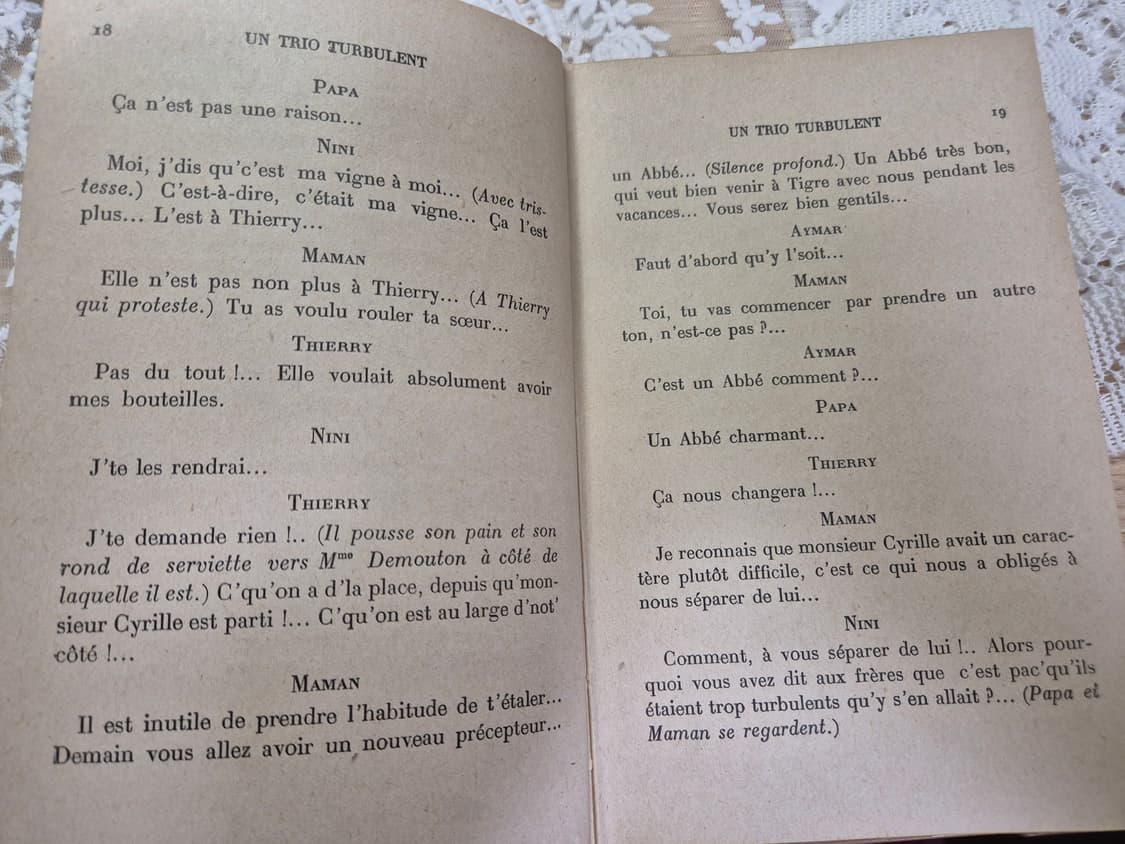 18
UN TRIO TURBULENT
PAPA
Ça n'est pas une raison...
NINI
Moi, j'dis qu'c'est ma vigne à moi... (Avec tris-
tesse.) C'est-à-dire, c'était ma vigne... Ça l'est
plus... L'est à Thierry...
MAMAN
Elle n'est pas non plus à Thierry... (A Thierry
qui proteste.) Tu as voulu rouler ta sœur...
THIERRY
Pas du tout !... Elle voulait absolument avoir
mes bouteilles.
NINI
J'te les rendrai...
THIERRY
J'te demande rien !.. (Il pousse son pain et son
rond de serviette vers Mme Demouton à côté de
laquelle il est.) C'qu'on a d'la place, depuis qu'mon-
sieur Cyrille est parti !... C'qu'on est au large d'not'
côté !...
MAMAN
Il est inutile de prendre l'habitude de t'étaler...
Demain vous allez avoir un nouveau précepteur...
UN TRIO TURBULENT
19
un Abbé... (Silence profond.) Un Abbé très bon,
qui veut bien venir à Tigre avec nous pendant les
vacances... Vous serez bien gentils...
AYMAR
Faut d'abord qu'y l'soit...
MAMAN
Toi, tu vas commencer par prendre un autre
ton, n'est-ce pas ?...
AYMAR
C'est un Abbé comment ?...
PAPA
Un Abbé charmant...
THIERRY
Ça nous changera !...
MAMAN
Je reconnais que monsieur Cyrille avait un carac-
tère plutôt difficile, c'est ce qui nous a obligés à
nous séparer de lui...
NINI
Comment, à vous séparer de lui !.. Alors pour-
quoi vous avez dit aux frères que c'est pac'qu'ils
étaient trop turbulents qu'y s'en allait ?... (Papa et
Maman se regardent.)